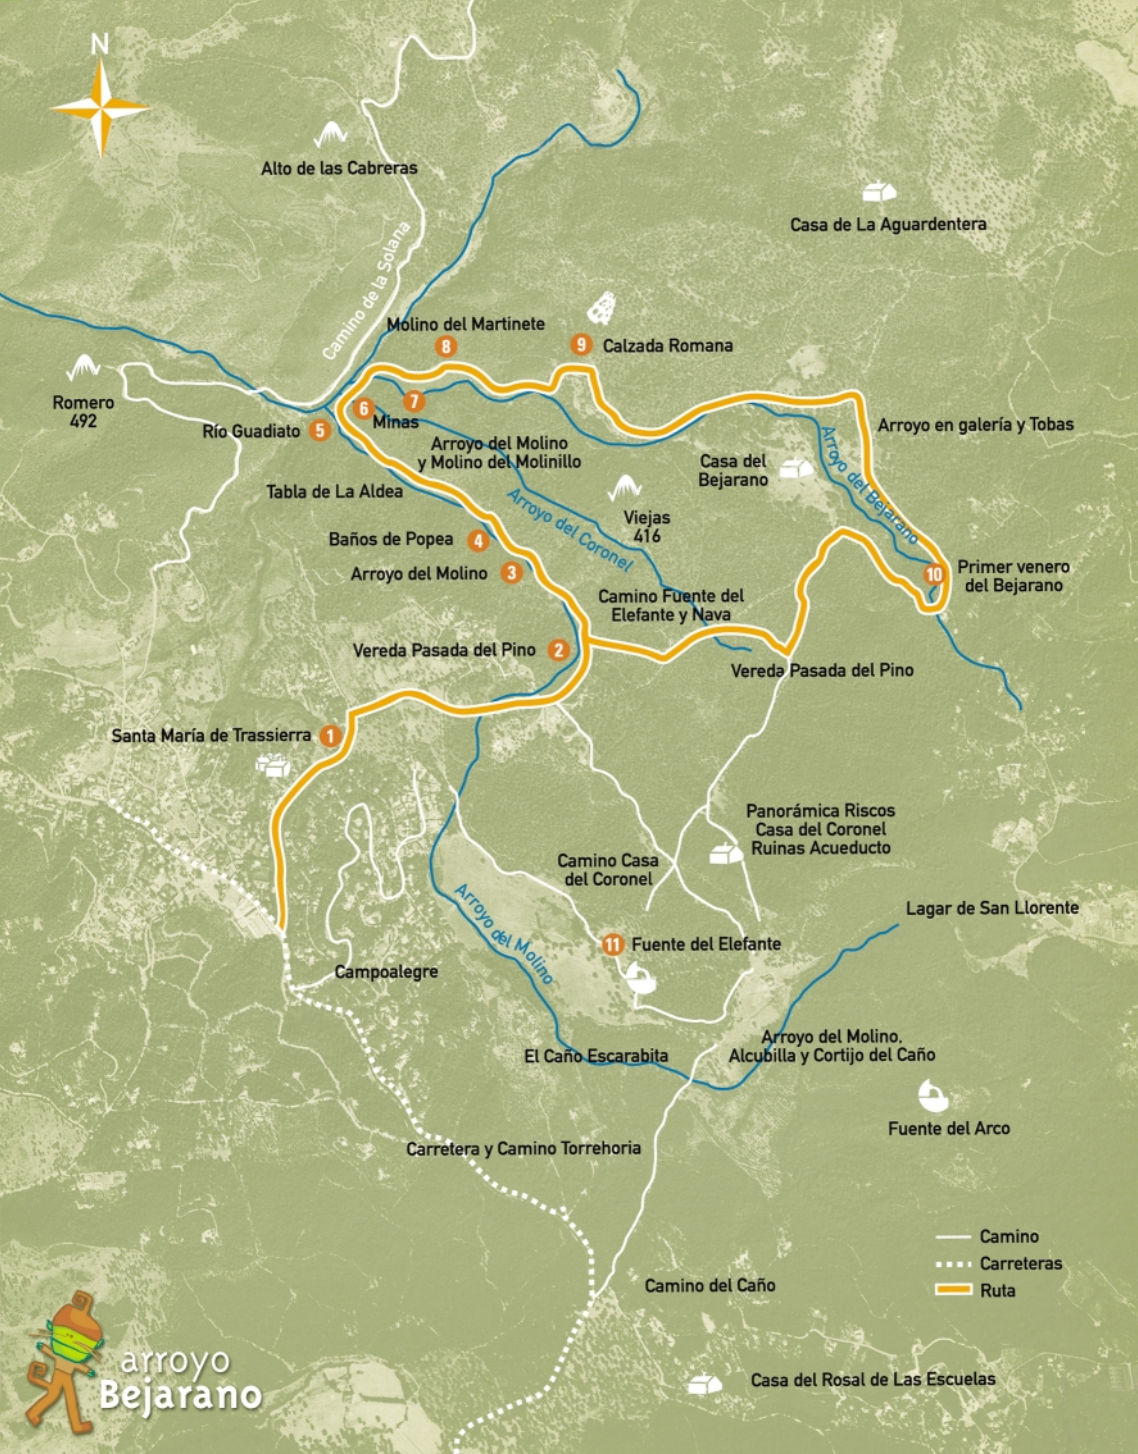 N
Alto de las Cabreras
Casa de La Aguardentera
Camino de la Solana
Molino del Martinete
8
9
Calzada Romana
Romero
492
7
6
Minas
Río Guadiato
5
Arroyo en galería y Tobas
Arroyo del Molino
y Molino del Molinillo
Casa del
Bejarano
Arroyo del Bejarano
Tabla de La Aldea
Arroyo del Coronel
Viejas
416
Baños de Popea
4
Arroyo del Molino
3
10
Primer venero
del Bejarano
Camino Fuente del
Elefante y Nava
Vereda Pasada del Pino
2
Vereda Pasada del Pino
Santa María de Trassierra
1
Panorámica Riscos
Casa del Coronel
Ruinas Acueducto
Camino Casa
del Coronel
Arroyo del Molino
Lagar de San Llorente
11
Fuente del Elefante
Campoalegre
El Caño Escarabita
Arroyo del Molino.
Alcubilla y Cortijo del Caño
Fuente del Arco
Carretera y Camino Torrehoria
Camino
Carreteras
Ruta
Camino del Caño
arroyo
Bejarano
Casa del Rosal de Las Escuelas